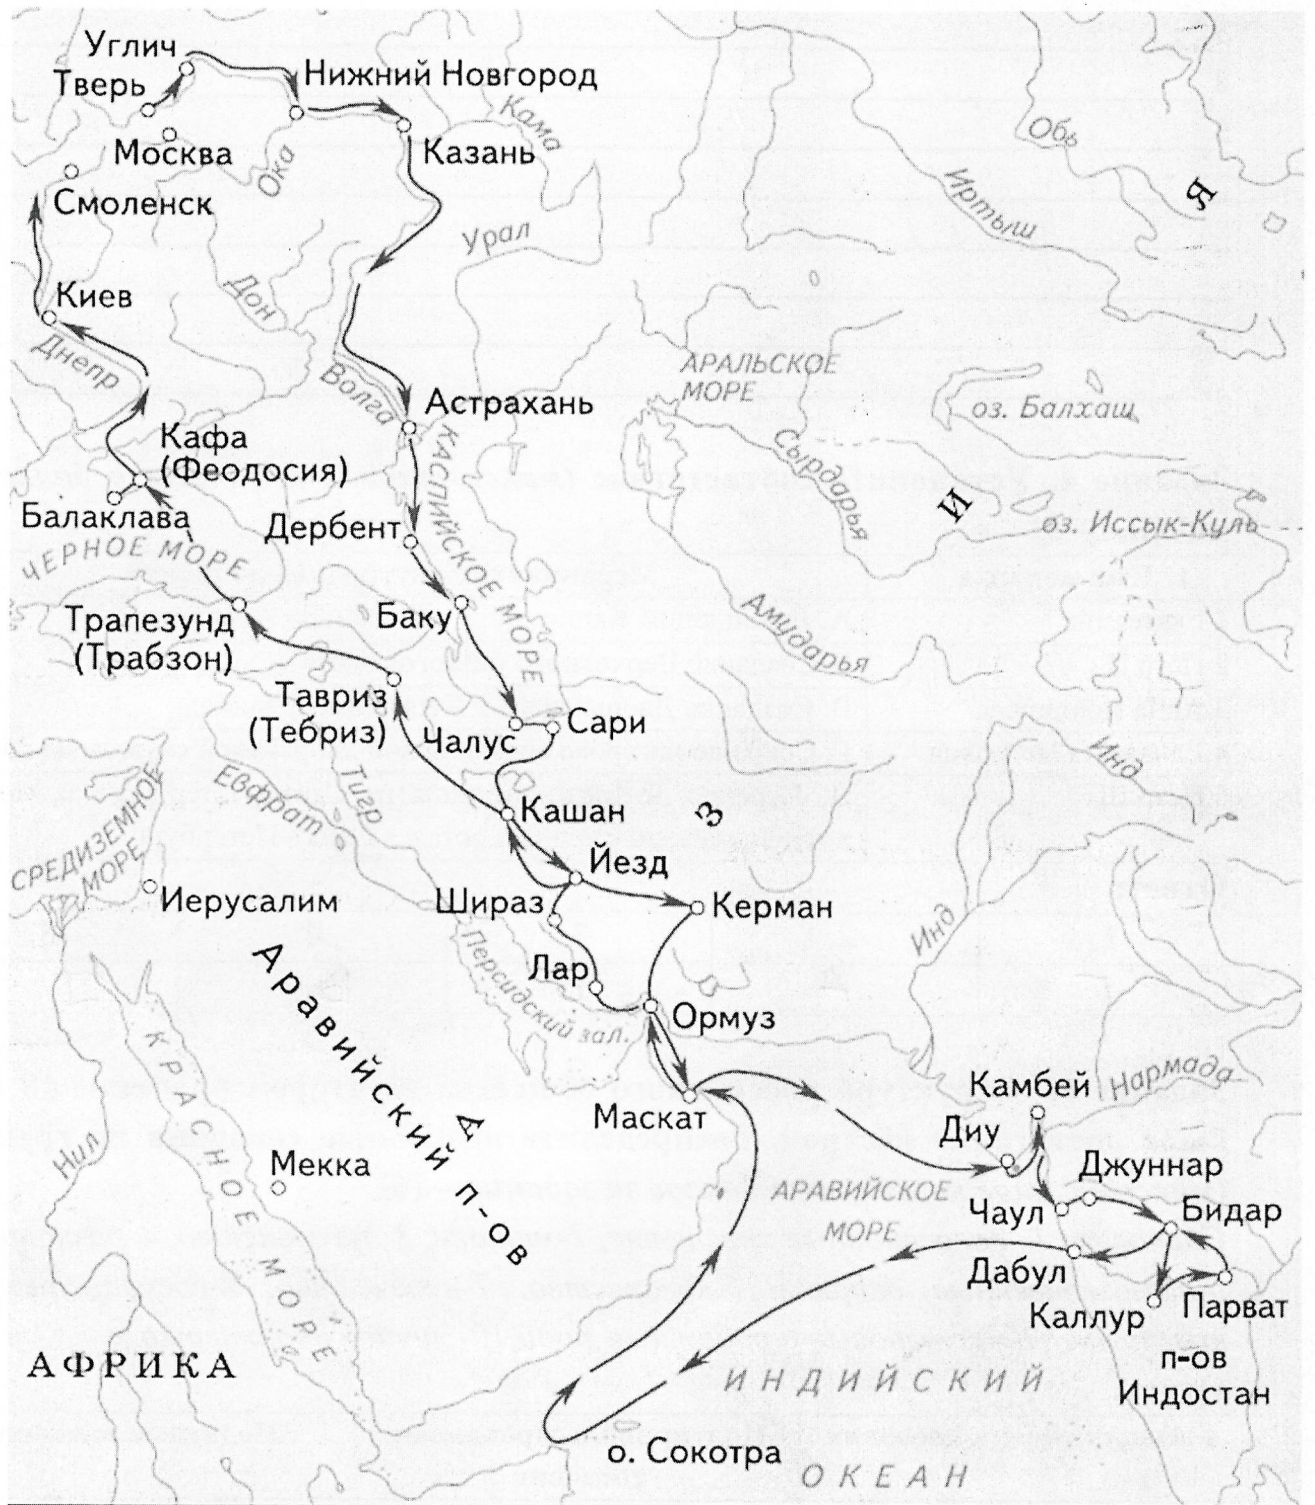 Углич
Тверь
Нижний Новгород
Москва
Ока
Кама
Казань
Обь
Иртыш
Я
Смоленск
Урал
Киев
Дон
Днепр
Волга
АРАЛЬСКОЕ
МОРЕ
Астрахань
оз. Балхаш
Кафа
(Феодосия)
Балаклава
КАСПИЙСКОЕ МОРЕ
Сырдарья
И
оз. Иссык-Куль
Дербент
ЧЕРНОЕ МОРЕ
Баку
Трапезунд
(Трабзон)
Амударья
Тавриз
(Тебриз)
Чалус
Сари
Инд
Евфрат
Тигр
СРЕДИЗЕМНОЕ
МОРЕ
Кашан
З
Йезд
Иерусалим
Шираз
Керман
Инд
Аравийский п-ов
Персидский зал.
Лар
Ормуз
КРАСНОЕ МОРЕ
Маскат
Камбей
Нармада
Диу
Нил
А
Мекка
Джуннар
АРАВИЙСКОЕ
МОРЕ
Чаул
Бидар
Дабул
Каллур
Парват
АФРИКА
п-ов
Индостан
ИНДИЙСКИЙ
о. Сокотра
ОКЕАН